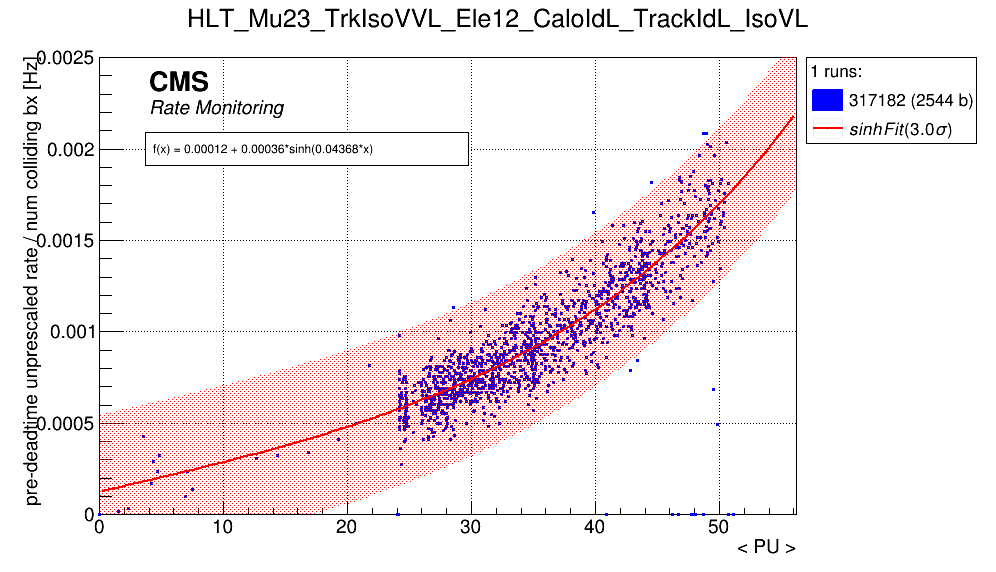 HLT_Mu23_TrkIsoVVL_Ele12_CaloIdL_TrackIdL_IsoVL
pre-deadtime unprescaled rate / num colliding bx [Hz]
0.0025
0.002
0.0015
0.001
0.0005
0
CMS
Rate Monitoring
f(x) = 0.00012 + 0.00036*sinh(0.04368*x)
1 runs:
317182 (2544 b)
sinhFit(3.0σ)
0 10 20 30 40 50
< PU >